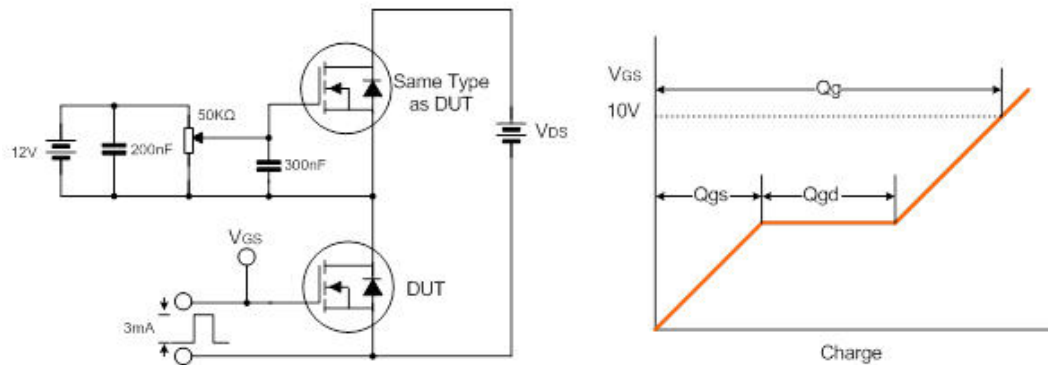 12V
200nF
50KΩ
300nF
Same Type
as DUT
VDS
VGS
DUT
3mA
VGS
10V
Qg
Qgs
Qgd
Charge